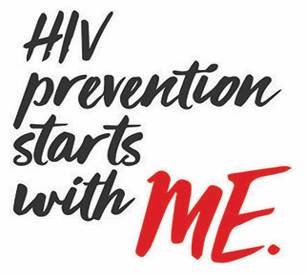 HIV
prevention
starts
with ME.